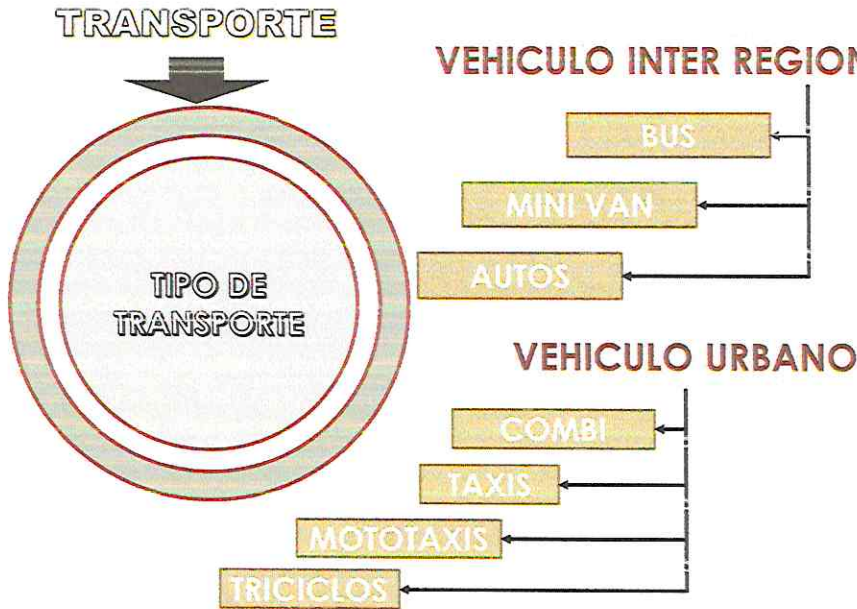 TRANSPORTE
TIPO DE
TRANSPORTE
VEHICULO INTER REGION
BUS
MINI VAN
AUTOS
VEHICULO URBANO
COMBI
TAXIS
MOTOTAXIS
TRICICLOS